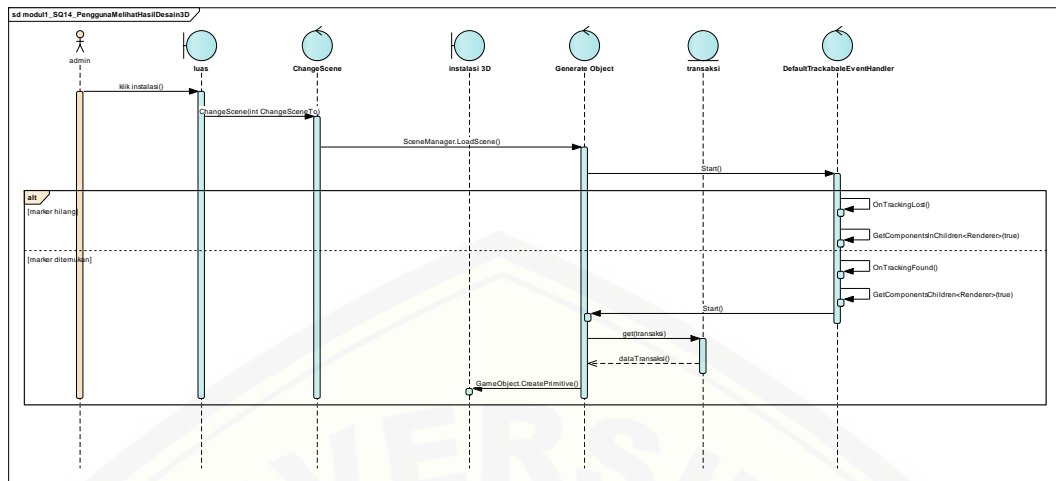 sd modul1_SQ14_PenggunaMelihatHasilDesain3D
admin
luas
ChangeScene
instalasi 3D
Generate Object
transaksi
DefaultTrackabaleEventHandler
klik instalasi()
ChangeScene(int ChangeSceneTo)
SceneManager.LoadScene()
Start()
alt
[marker hilang]
OnTrackingLost()
GetComponentsInChildren<Renderer>(true)
[marker ditemukan]
OnTrackingFound()
GetComponentsChildren<Renderer>(true)
Start()
get(transaksi)
dataTransaksi()
GameObject.CreatePrimitive()
VERSI